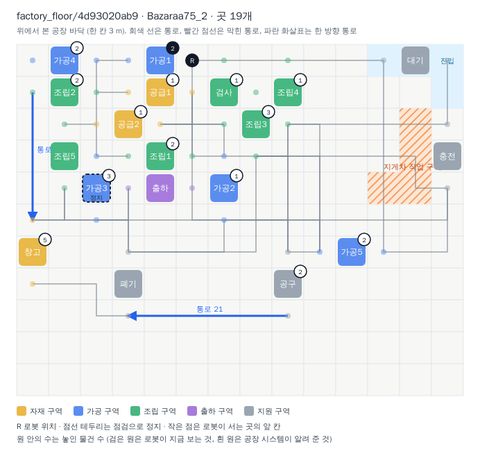 factory_floor/4d93020ab9 · Bazaraa75_2 · 곳 19개
위에서 본 공장 바닥 (한 칸 3 m). 회색 선은 통로, 빨간 점선은 막힌 통로, 파란 화살표는 한 방향 통로
가공4 2
가공1 2
R
대기
진입
조립2 2
공급1 1
검사 1
조립4 1
공급2 1
조립3 3
통로
조립5
조립1 2
충전
지게차 작업 구
가공3 3
정지
출하
가공2 1
창고 5
가공5 2
폐기
공구 2
통로 21
자재 구역 가공 구역 조립 구역 출하 구역 지원 구역
R 로봇 위치 · 점선 테두리는 점검으로 정지 · 작은 점은 로봇이 서는 곳의 앞 칸
원 안의 수는 놓인 물건 수 (검은 원은 로봇이 지금 보는 것, 흰 원은 공장 시스템이 알려 준 것)